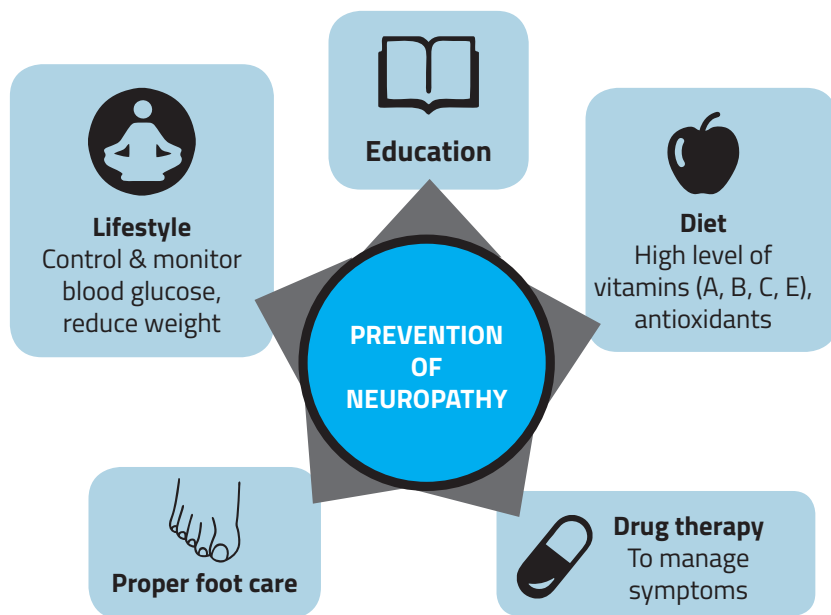 Education
Lifestyle
Control & monitor
blood glucose,
reduce weight
Diet
High level of
vitamins (A, B, C, E),
antioxidants
PREVENTION
OF
NEUROPATHY
Proper foot care
Drug therapy
To manage
symptoms